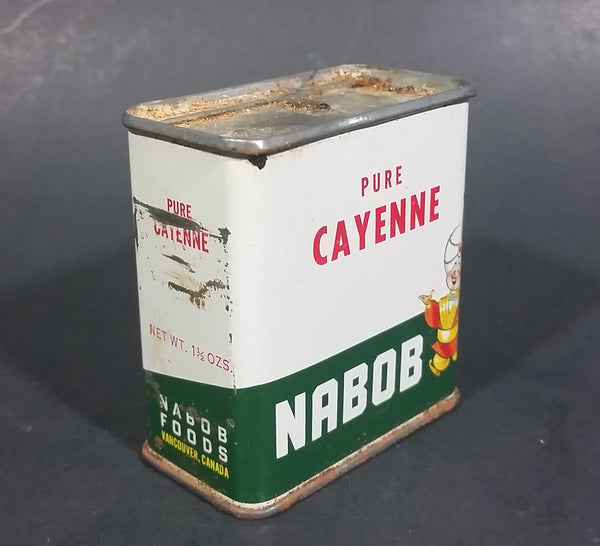 PURE
CAYENNE
NABOB
PURE
CAYENNE
NET WT. 1½ OZS.
NABOB
FOODS
VANCOUVER, CANADA